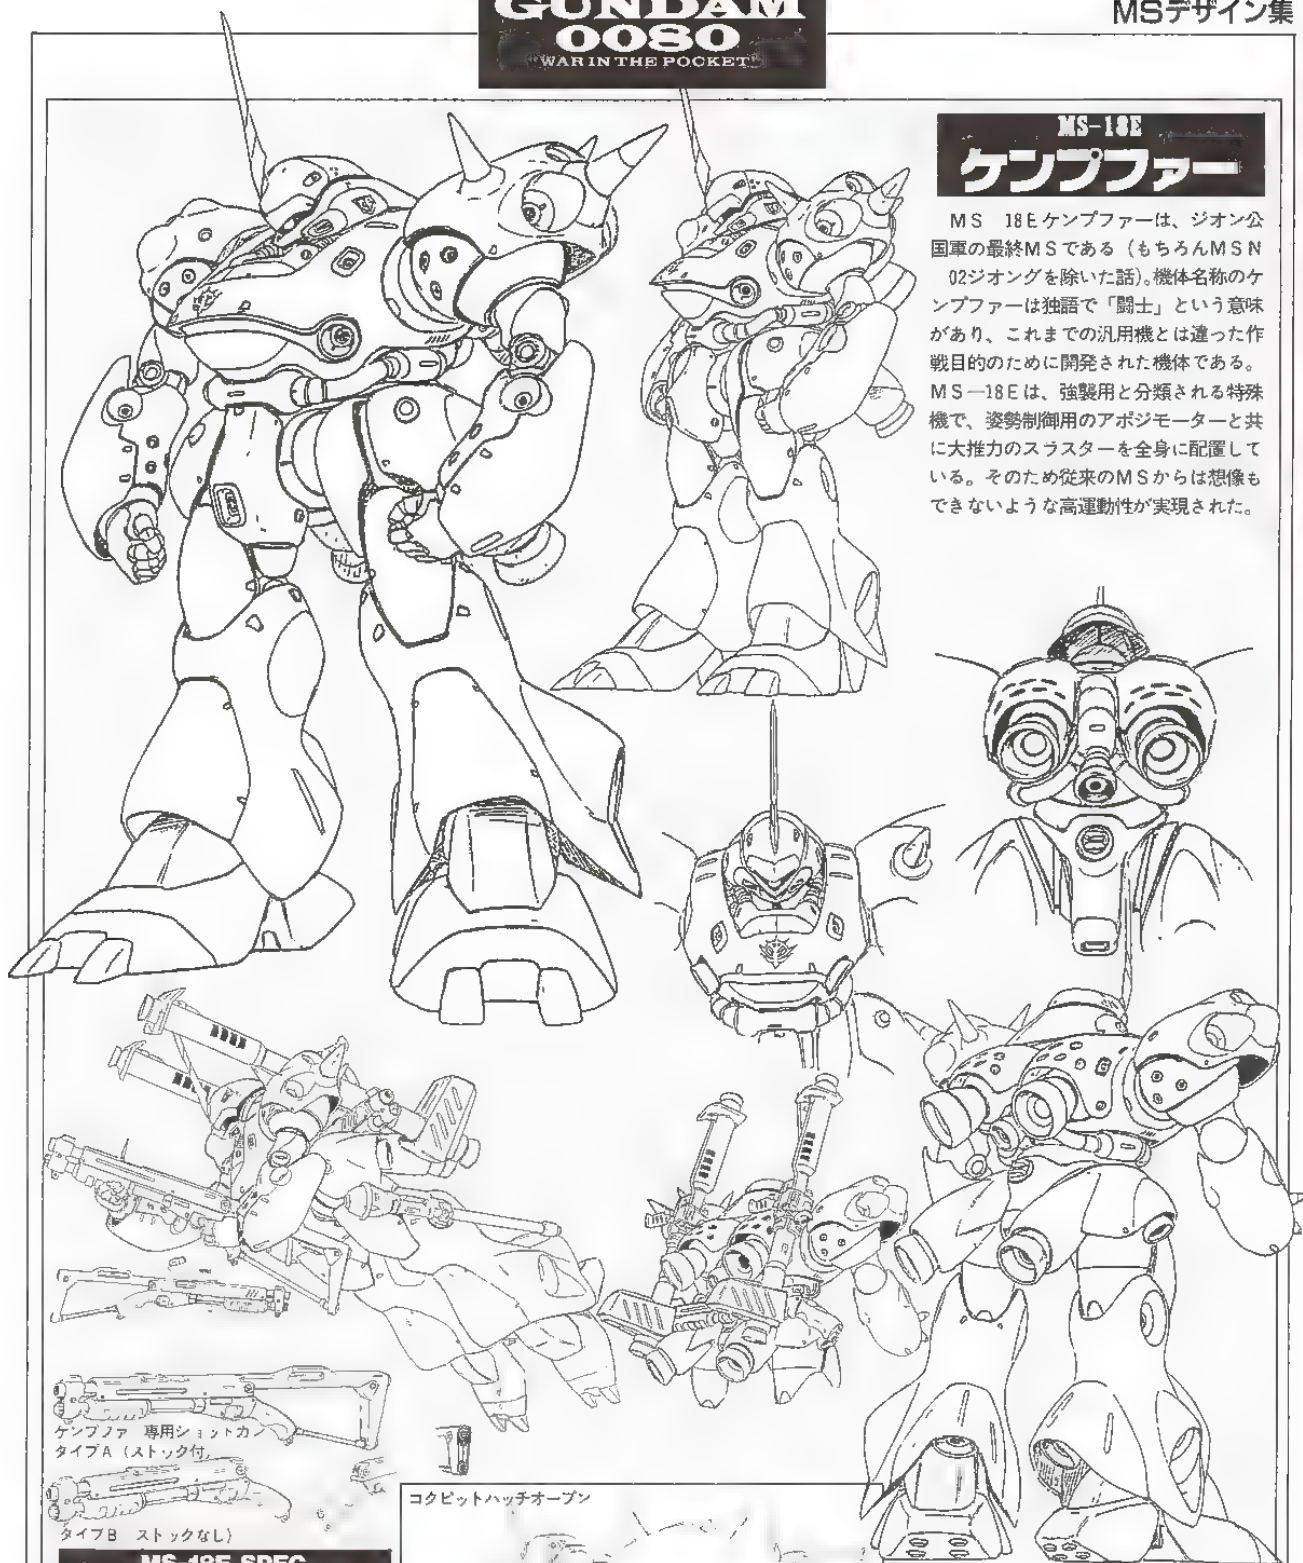 GUNDAM
0080
"WAR IN THE POCKET"
MSデザイン集
MS-18E
ケンプファー
MS 18Eケンプファーは、ジオン公
国軍の最終MSである（もちろんMSN
02ジオングを除いた話）。機体名称のケ
ンプファーは独語で「闘士」という意味
があり、これまでの汎用機とは違った作
戦目的のために開発された機体である。
MS—18Eは、強襲用と分類される特殊
機で、姿勢制御用のアポジモーターと共
に大推力のスラスターを全身に配置して
いる。そのため従来のMSからは想像も
できないような高運動性が実現された。
ケンプファ 専用ショットガン
タイプA（ストック付）
タイプB ストックなし）
コクピットハッチオープン
MS-18E SPEC